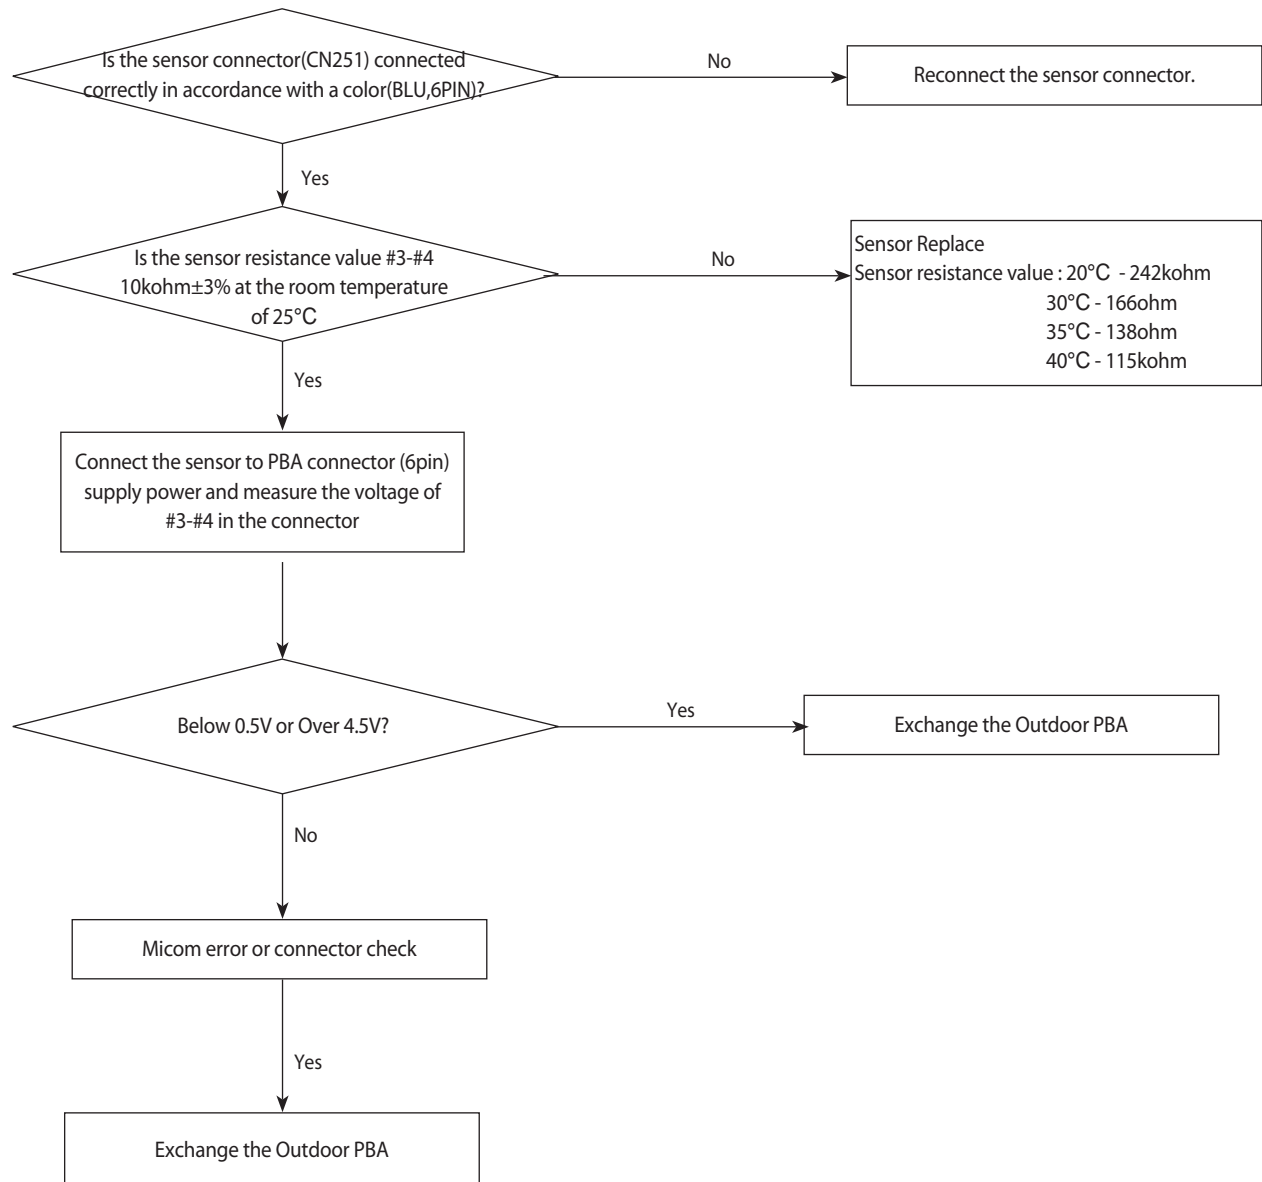 Is the sensor connector(CN251) connected
correctly in accordance with a color(BLU,6PIN)?
No
Reconnect the sensor connector.
Yes
Is the sensor resistance value #3-#4
10kohm±3% at the room temperature
of 25°C
No
Sensor Replace
Sensor resistance value : 20°C - 242kohm
30°C - 166ohm
35°C - 138ohm
40°C - 115kohm
Yes
Connect the sensor to PBA connector (6pin)
supply power and measure the voltage of
#3-#4 in the connector
Below 0.5V or Over 4.5V?
Yes
Exchange the Outdoor PBA
No
Micom error or connector check
Yes
Exchange the Outdoor PBA